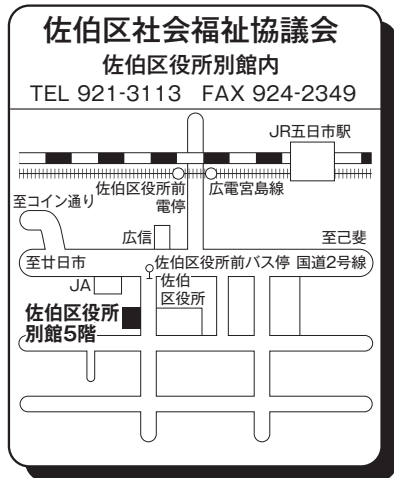 佐伯区社会福祉協議会
佐伯区役所別館内
TEL 921-3113 FAX 924-2349
JR五日市駅
佐伯区役所前
電停
広電宮島線
至コイン通り
広信
至己斐
至廿日市
佐伯区役所前バス停
国道2号線
JA
佐伯
区役所
佐伯区役所
別館5階